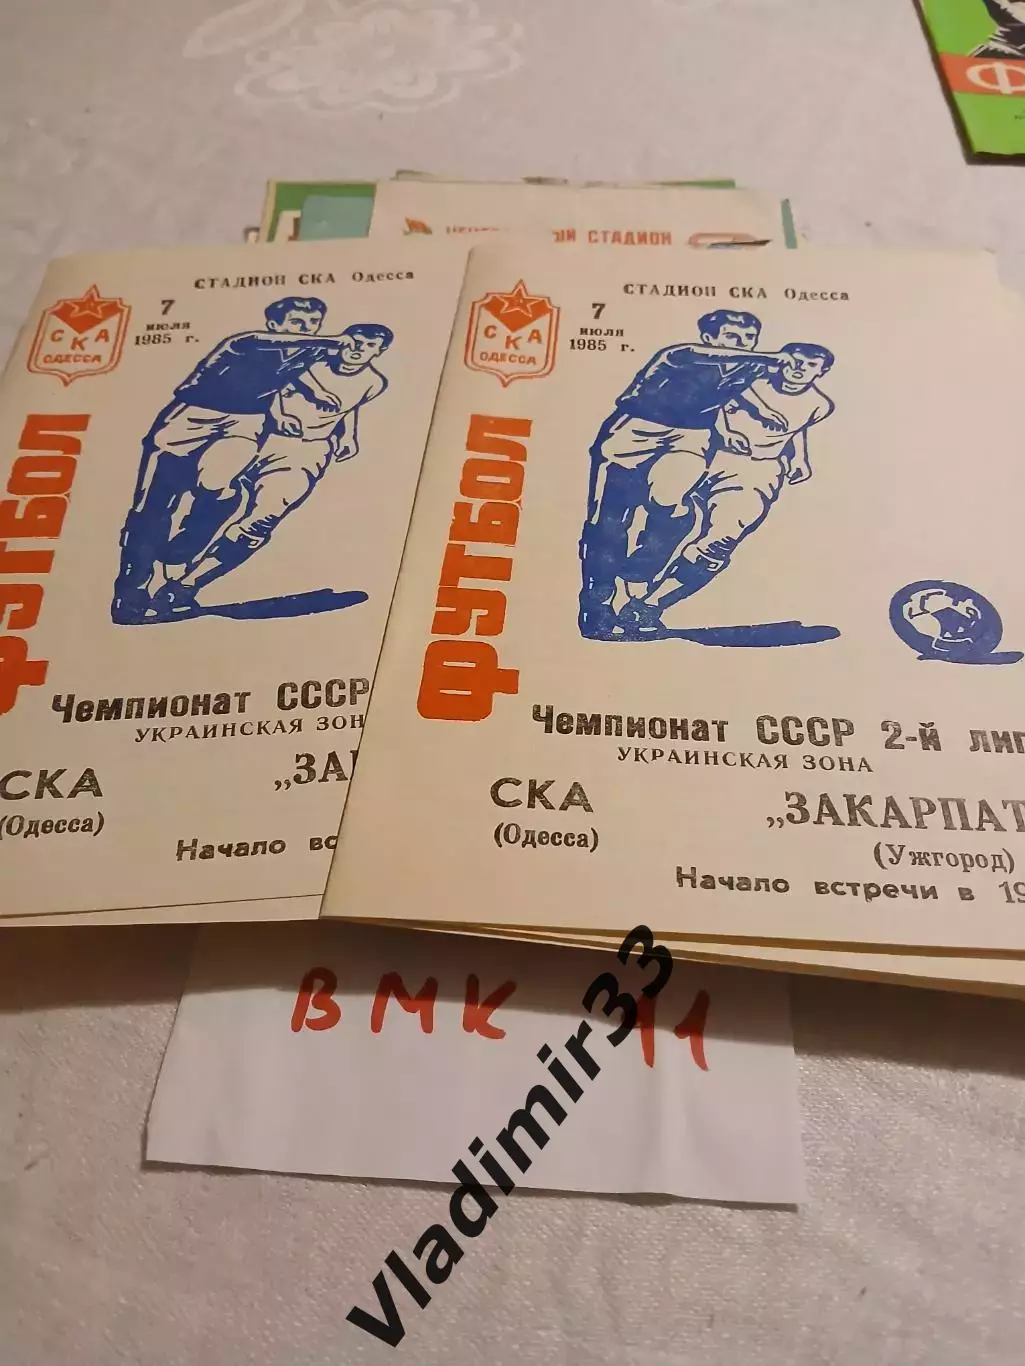 Ф
СТАДИОН
СТАДИОН СКА Одесса
СКА
ОДЕССА
7
июля
1985 г.
ФУТБОЛ
Чемпионат СССР
УКРАИНСКАЯ ЗОНА
СКА
(Одесса)
Начало
СТАДИОН СКА Одесса
СКА
ОДЕССА
7
июля
1985 г.
ФУТБОЛ
Чемпионат СССР 2-й
УКРАИНСКАЯ ЗОНА
СКА
(Одесса)
„ЗАКАРПАТ
(Ужгород)
Начало встречи в 19
ВМК 11
vladimir33